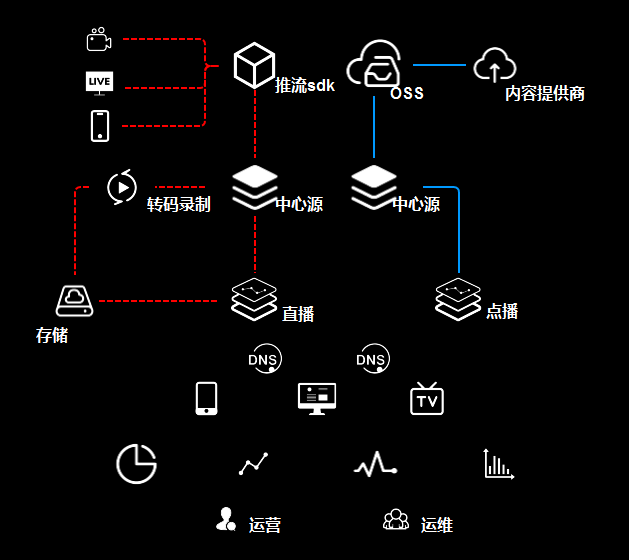 LIVE
推流sdk
OSS
内容提供商
转码录制
中心源
中心源
存储
直播
点播
DNS
DNS
TV
运营
运维